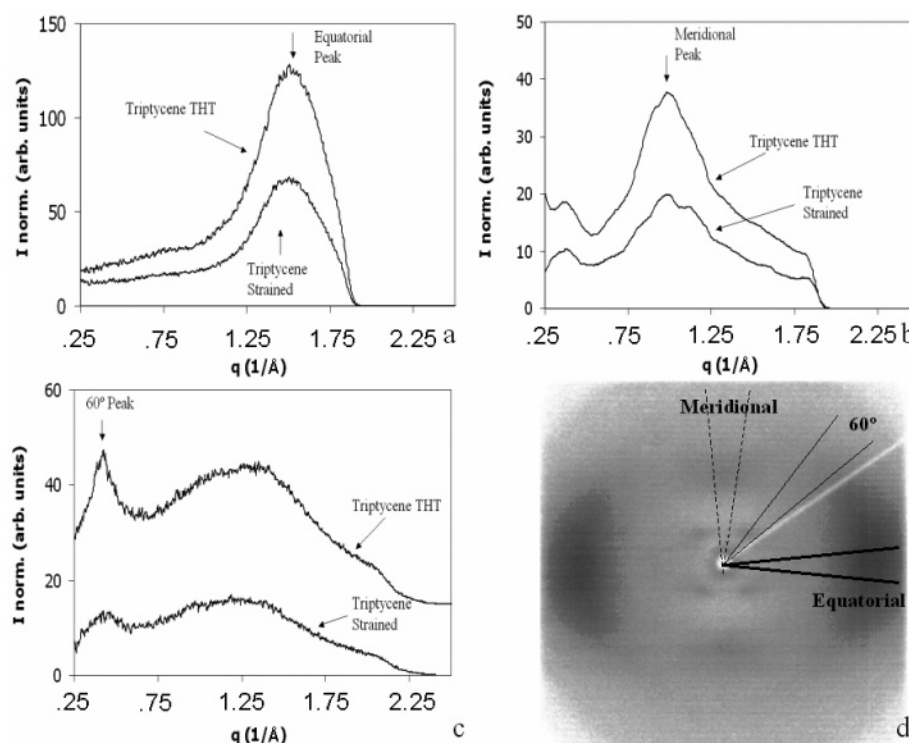 150
100
50
0
I norm. (arb. units)
Equatorial
Peak
Triptycene THT
Triptycene
Strained
.25 .75 1.25 1.75 2.25
q (1/Å)
a
50
40
30
20
10
0
I norm. (arb. units)
Meridional
Peak
Triptycene THT
Triptycene
Strained
.25 .75 1.25 1.75 2.25
q (1/Å)
b
60
40
20
0
I norm. (arb. units)
60º Peak
Triptycene THT
Triptycene
Strained
.25 .75 1.25 1.75 2.25
q (1/Å)
c
Meridional
60º
Equatorial
d